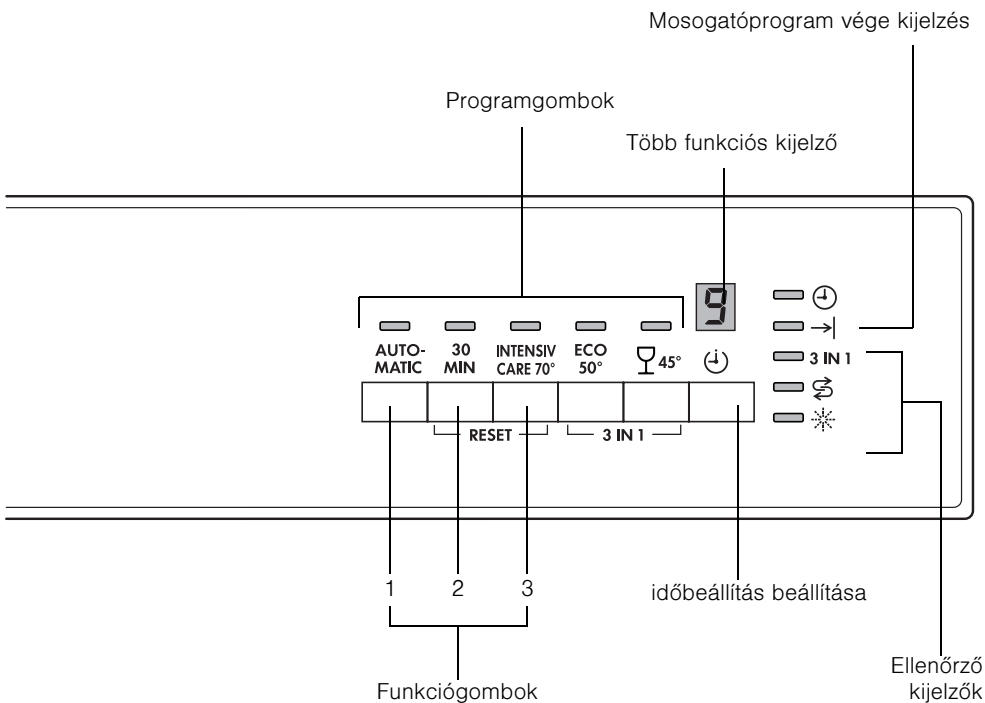 Mosogatóprogram vége kijelzés
Programgombok
Több funkciós kijelző
9
AUTO-
MATIC
30
MIN
INTENSIV
CARE 70°
ECO
50°
45°
3 IN 1
RESET
3 IN 1
1
2
3
időbeállítás beállítása
Funkciógombok
Ellenőrző
kijelzők